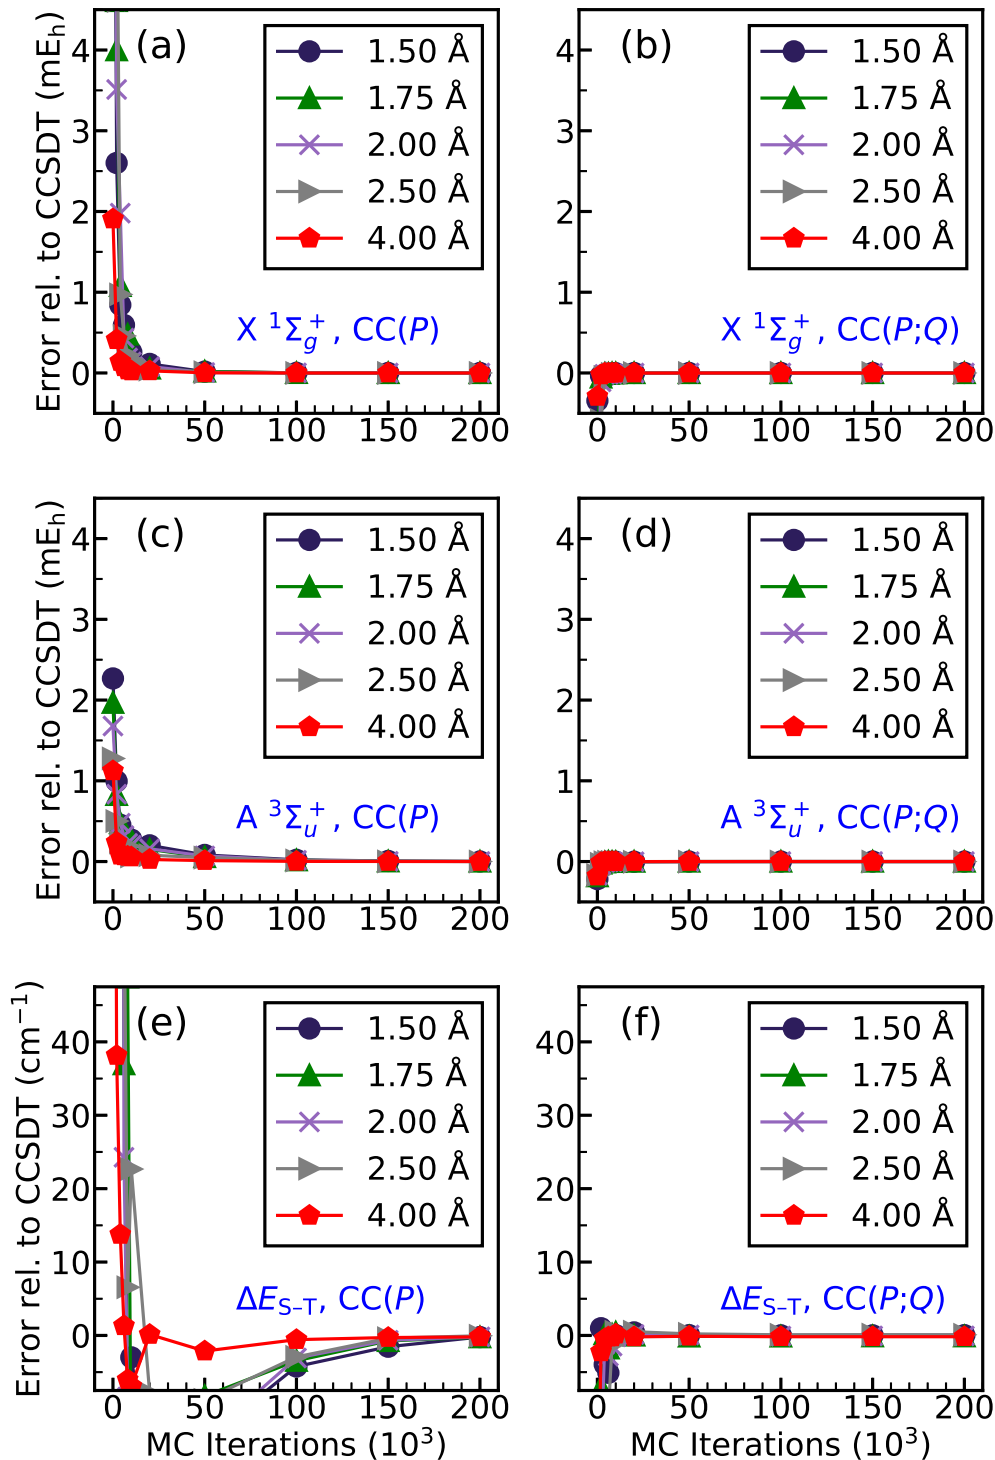 Error rel. to CCSDT (mEₕ)
(a)
1.50 Å
1.75 Å
2.00 Å
2.50 Å
4.00 Å
X ¹Σg⁺, CC(P)
4
3
2
1
0
0 50 100 150 200
(b)
1.50 Å
1.75 Å
2.00 Å
2.50 Å
4.00 Å
X ¹Σg⁺, CC(P;Q)
4
3
2
1
0
0 50 100 150 200
Error rel. to CCSDT (mEₕ)
(c)
1.50 Å
1.75 Å
2.00 Å
2.50 Å
4.00 Å
A ³Σu⁺, CC(P)
4
3
2
1
0
0 50 100 150 200
(d)
1.50 Å
1.75 Å
2.00 Å
2.50 Å
4.00 Å
A ³Σu⁺, CC(P;Q)
4
3
2
1
0
0 50 100 150 200
Error rel. to CCSDT (cm⁻¹)
(e)
1.50 Å
1.75 Å
2.00 Å
2.50 Å
4.00 Å
ΔES–T, CC(P)
40
30
20
10
0
0 50 100 150 200
MC Iterations (10³)
(f)
1.50 Å
1.75 Å
2.00 Å
2.50 Å
4.00 Å
ΔES–T, CC(P;Q)
40
30
20
10
0
0 50 100 150 200
MC Iterations (10³)